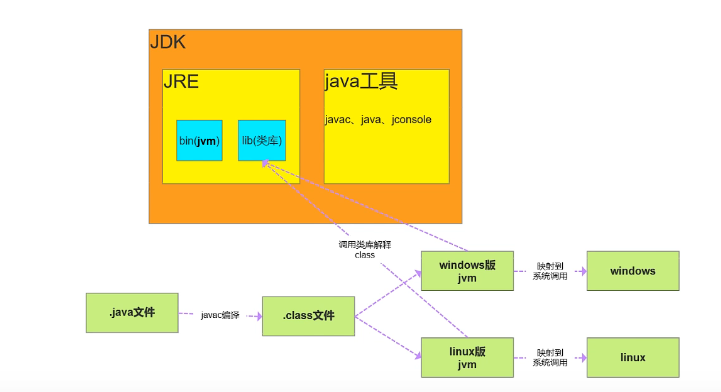 JDK
JRE
java工具
bin(jvm)
lib(类库)
javac、java、jconsole
调用类库解释
class
windows版
jvm
映射到
系统调用
windows
.java文件
javac编译
.class文件
linux版
jvm
映射到
系统调用
linux